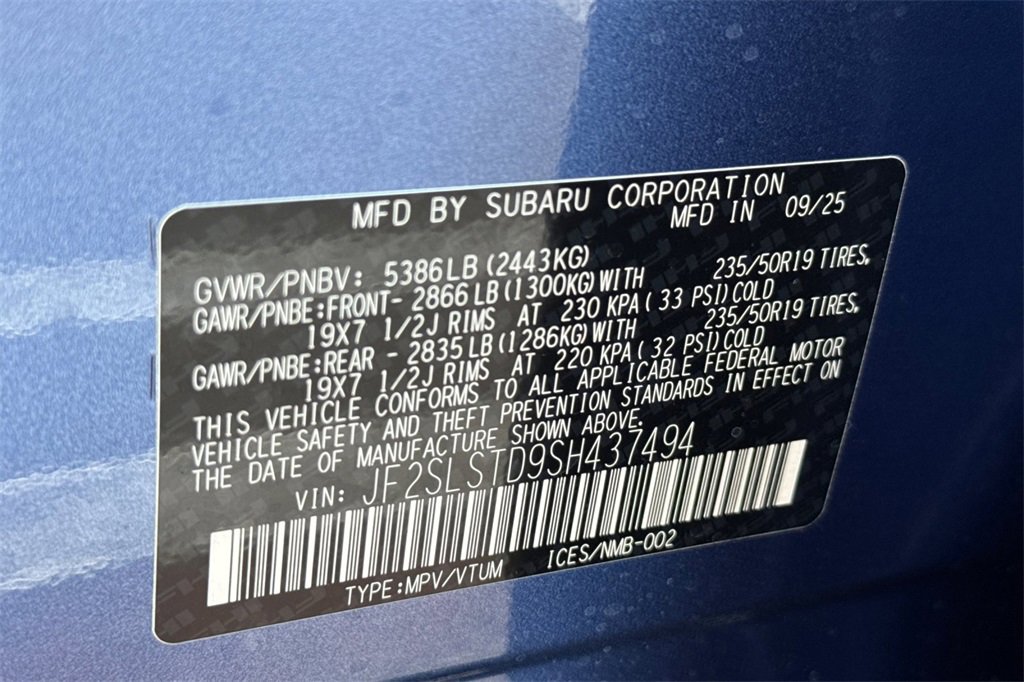 MFD BY SUBARU CORPORATION
MFD IN 09/25
GVWR/PNBV: 5386LB (2443KG)
GAWR/PNBE:FRONT- 2866LB (1300KG) WITH 235/50R19 TIRES,
19X7 1/2J RIMS AT 230 KPA ( 33 PSI) COLD
GAWR/PNBE:REAR - 2835LB (1286KG) WITH 235/50R19 TIRES,
19X7 1/2J RIMS AT 220 KPA ( 32 PSI) COLD
THIS VEHICLE CONFORMS TO ALL APPLICABLE FEDERAL MOTOR
VEHICLE SAFETY AND THEFT PREVENTION STANDARDS IN EFFECT ON
THE DATE OF MANUFACTURE SHOWN ABOVE.
VIN: JF2SLSTD9SH437494
TYPE:MPV/VTUM ICES/NMB-002